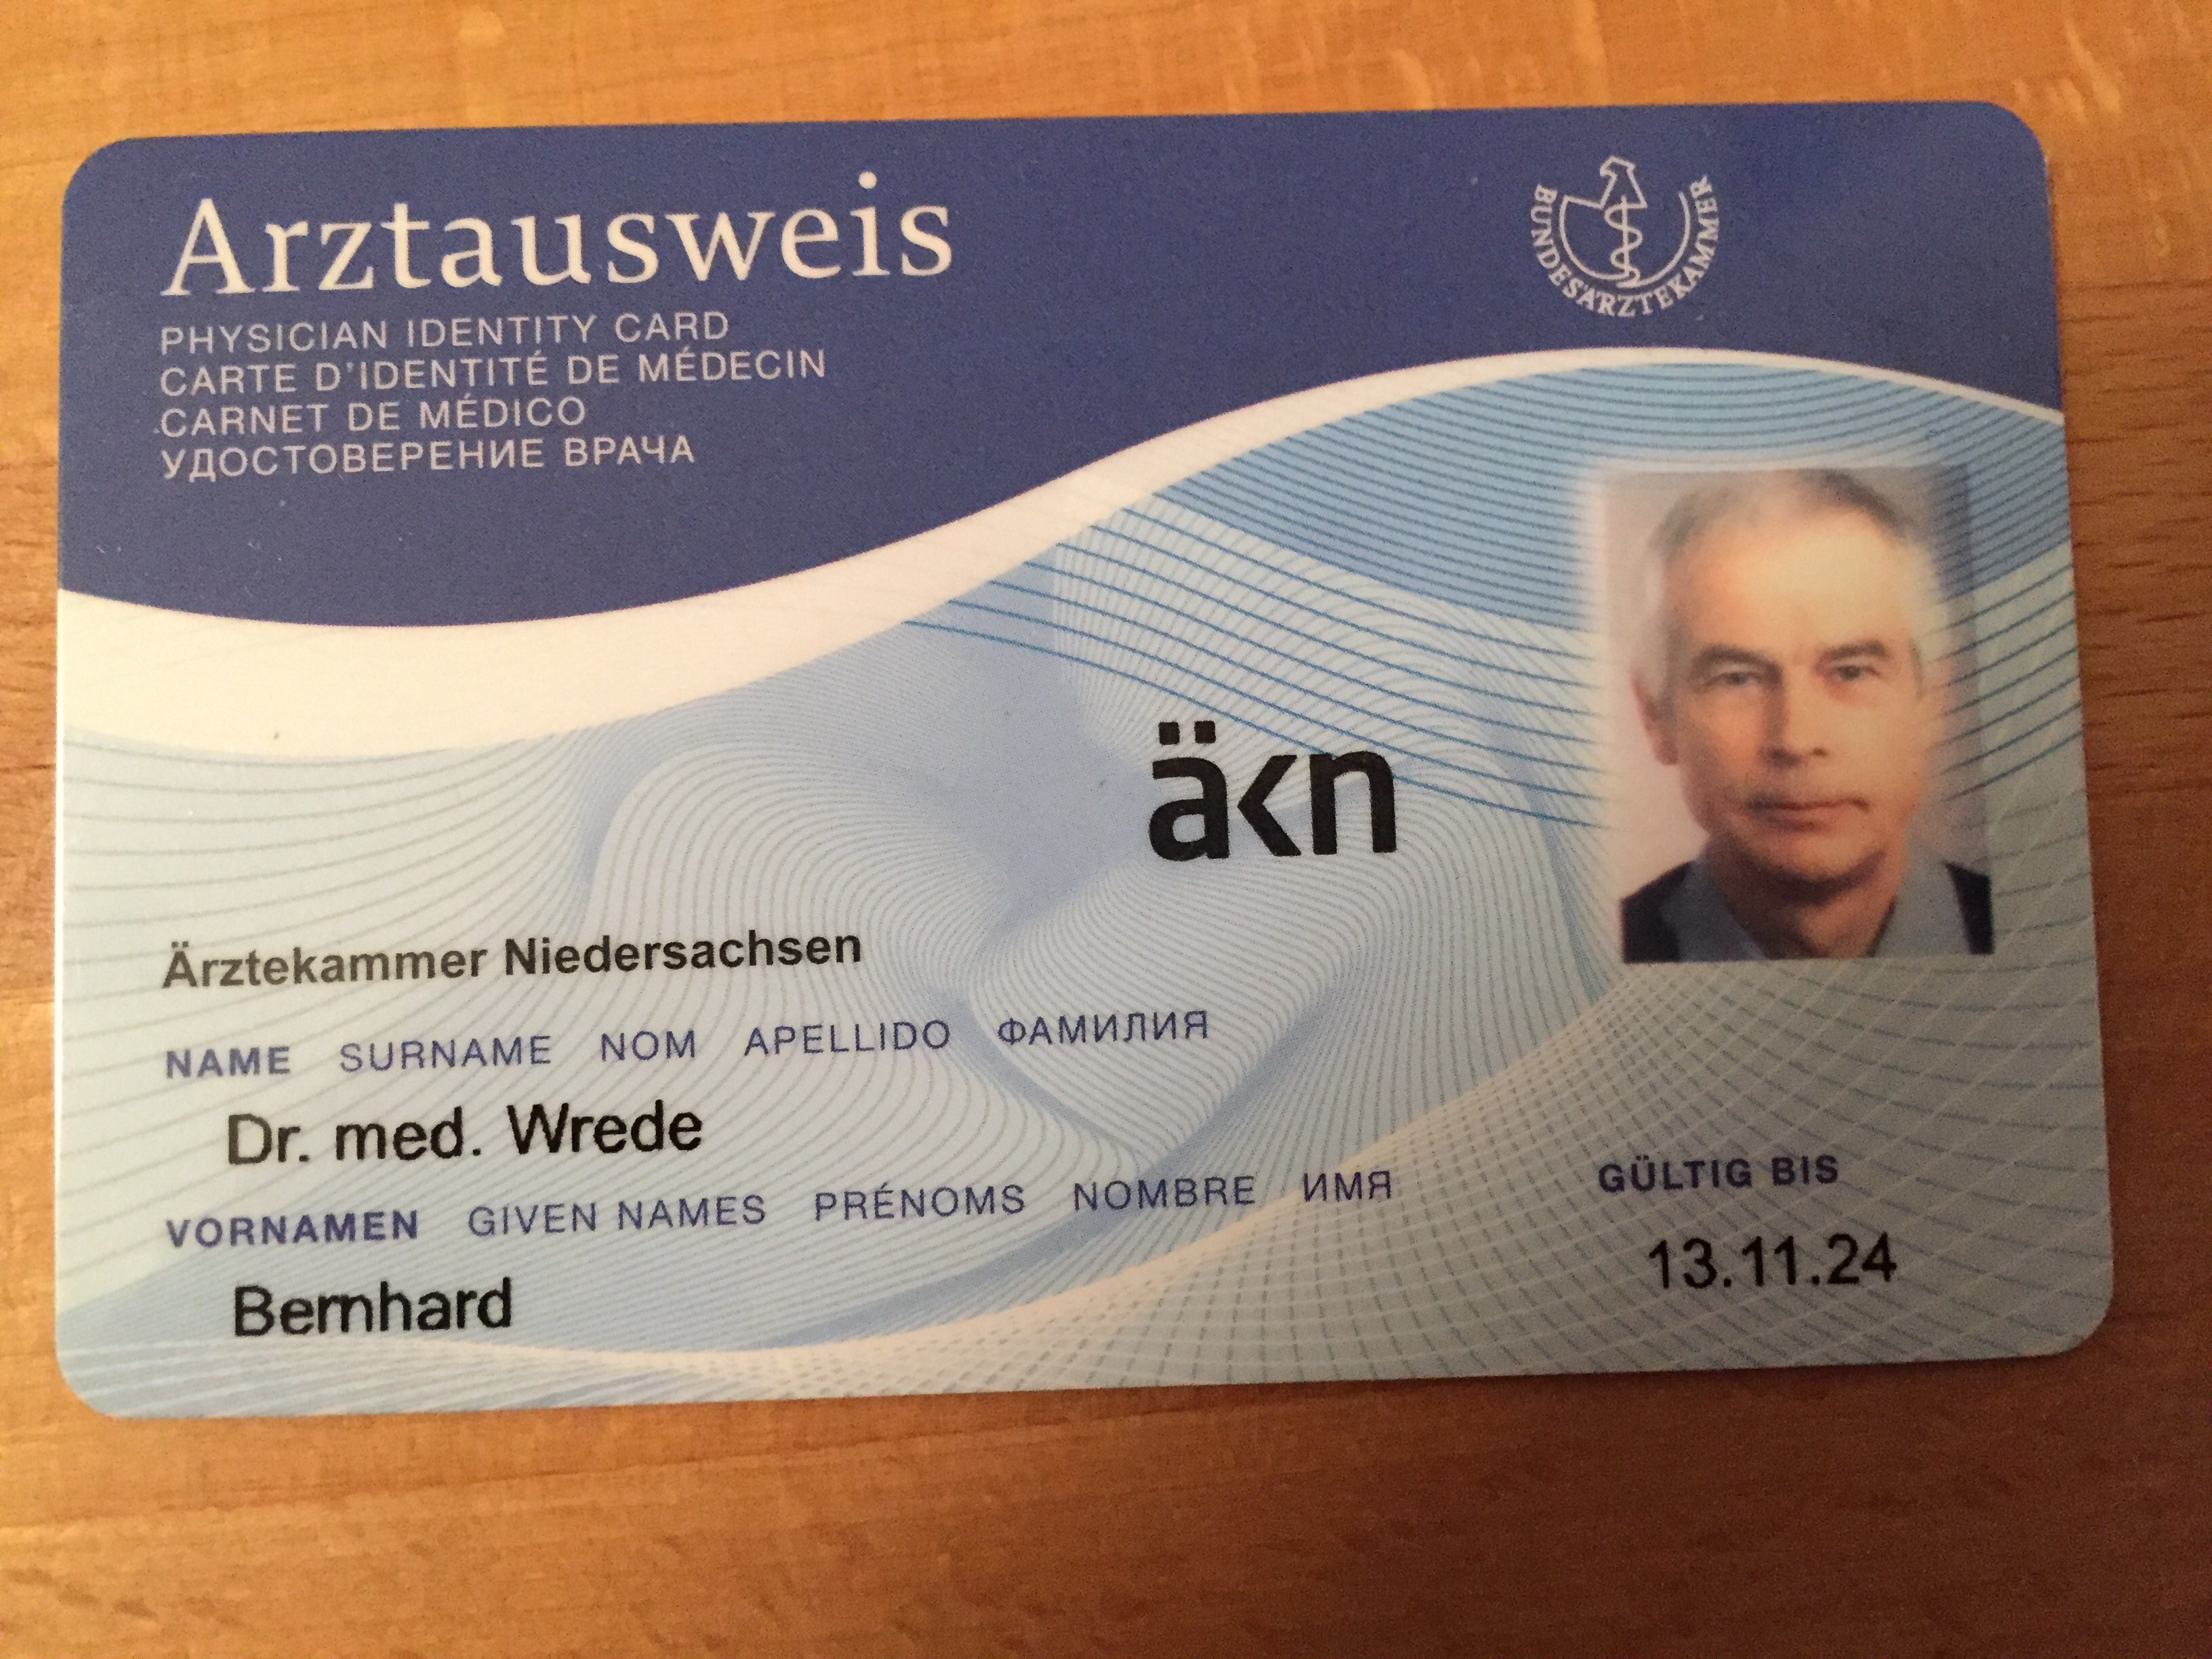 Arztausweis
PHYSICIAN IDENTITY CARD
CARTE D'IDENTITÉ DE MÉDECIN
CARNET DE MÉDICO
УДОСТОВЕРЕНИЕ ВРАЧА
BUNDESÄRZTEKAMMER
äkn
Ärztekammer Niedersachsen
NAME SURNAME NOM APELLIDO ФАМИЛИЯ
Dr. med. Wrede
VORNAMEN GIVEN NAMES PRÉNOMS NOMBRE ИМЯ
Bernhard
GÜLTIG BIS
13.11.24